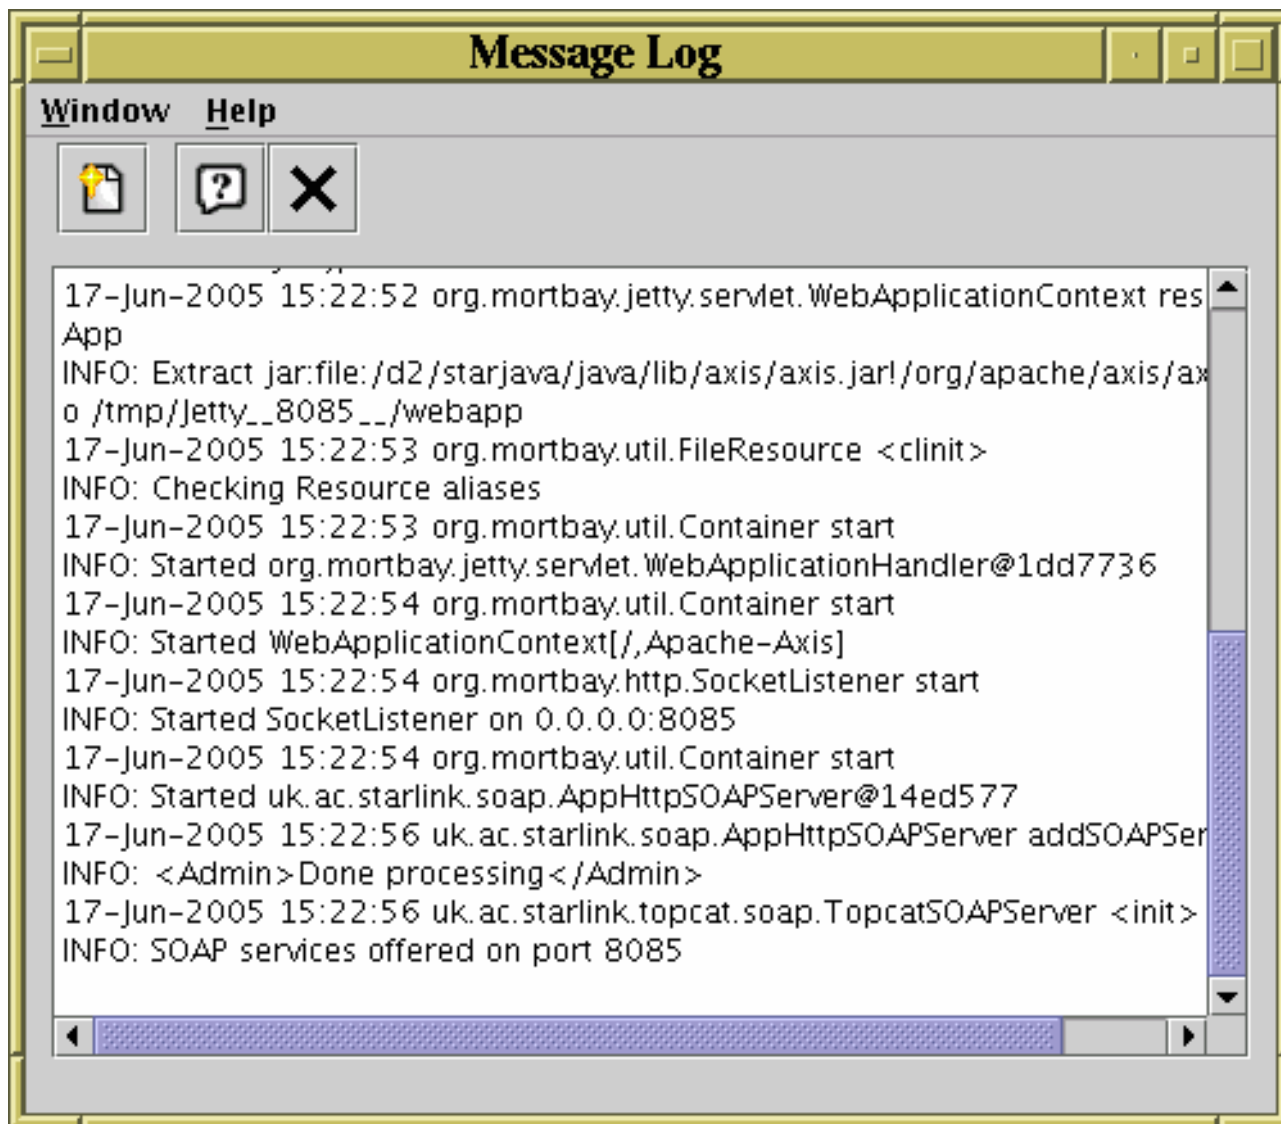 Message Log
Window Help
17-Jun-2005 15:22:52 org.mortbay.jetty.servlet.WebApplicationContext res
App
INFO: Extract jar:file:/d2/starjava/java/lib/axis/axis.jar!/org/apache/axis/ax
o /tmp/Jetty__8085__/webapp
17-Jun-2005 15:22:53 org.mortbay.util.FileResource <clinit>
INFO: Checking Resource aliases
17-Jun-2005 15:22:53 org.mortbay.util.Container start
INFO: Started org.mortbay.jetty.servlet.WebApplicationHandler@1dd7736
17-Jun-2005 15:22:54 org.mortbay.util.Container start
INFO: Started WebApplicationContext[/,Apache-Axis]
17-Jun-2005 15:22:54 org.mortbay.http.SocketListener start
INFO: Started SocketListener on 0.0.0.0:8085
17-Jun-2005 15:22:54 org.mortbay.util.Container start
INFO: Started uk.ac.starlink.soap.AppHttpSOAPServer@14ed577
17-Jun-2005 15:22:56 uk.ac.starlink.soap.AppHttpSOAPServer addSOAPSer
INFO: <Admin>Done processing</Admin>
17-Jun-2005 15:22:56 uk.ac.starlink.topcat.soap.TopcatSOAPServer <init>
INFO: SOAP services offered on port 8085